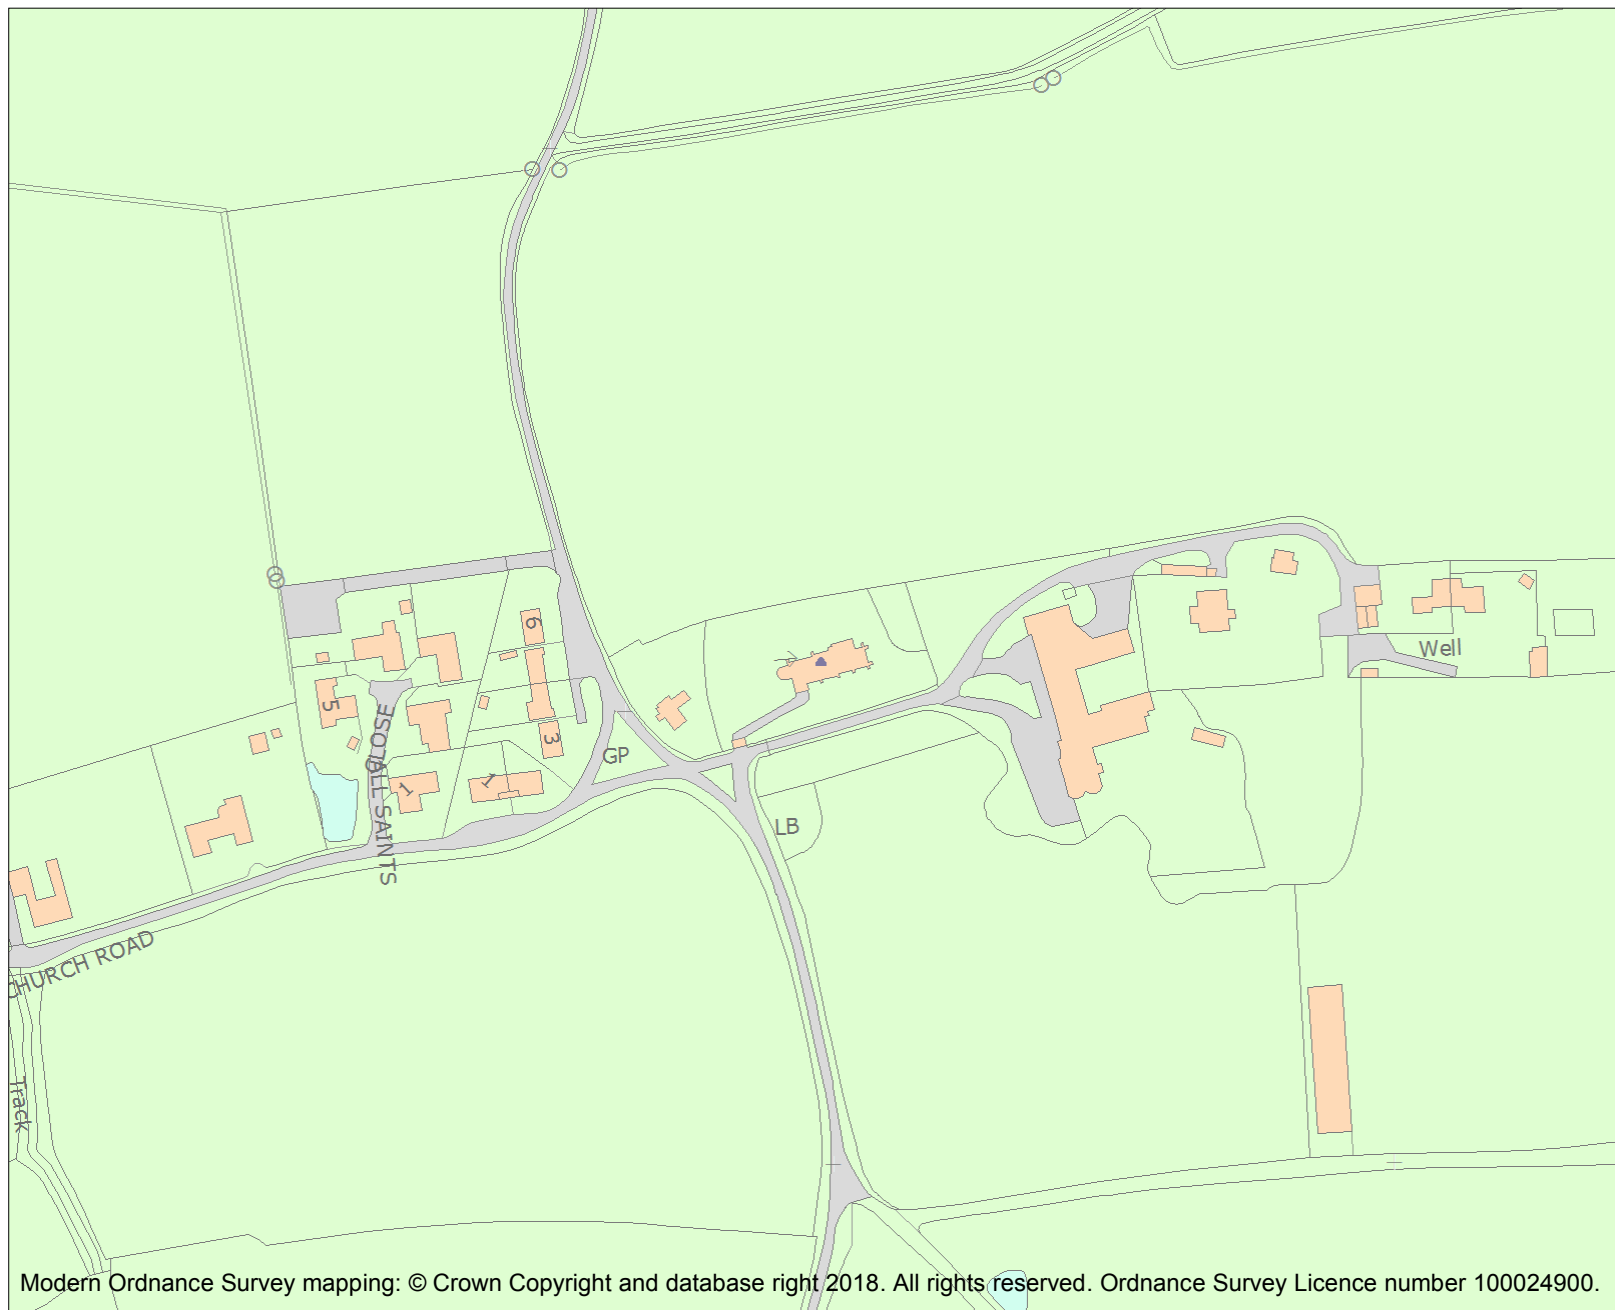 6
5
3
GP
1
1
ALL SAINTS
CLOSE
LB
Well
CHURCH ROAD
Track
Modern Ordnance Survey mapping: © Crown Copyright and database right 2018. All rights reserved. Ordnance Survey Licence number 100024900.